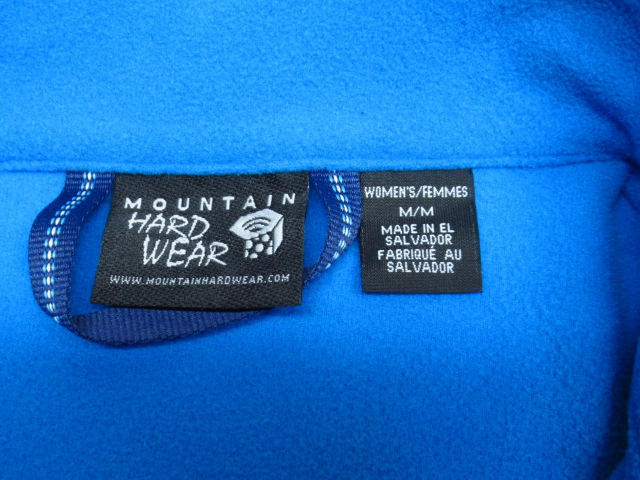 MOUNTAIN
HARD
WEAR
WWW.MOUNTAINHARDWEAR.COM
WOMEN'S/FEMMES
M/M
MADE IN EL
SALVADOR
FABRIQUÉ AU
SALVADOR